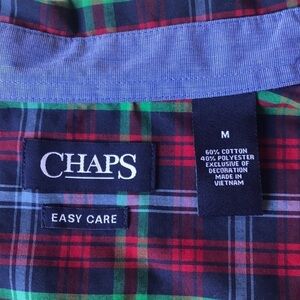 CHAPS
EASY CARE
M
60% COTTON
40% POLYESTER
EXCLUSIVE OF
DECORATION
MADE IN
VIETNAM